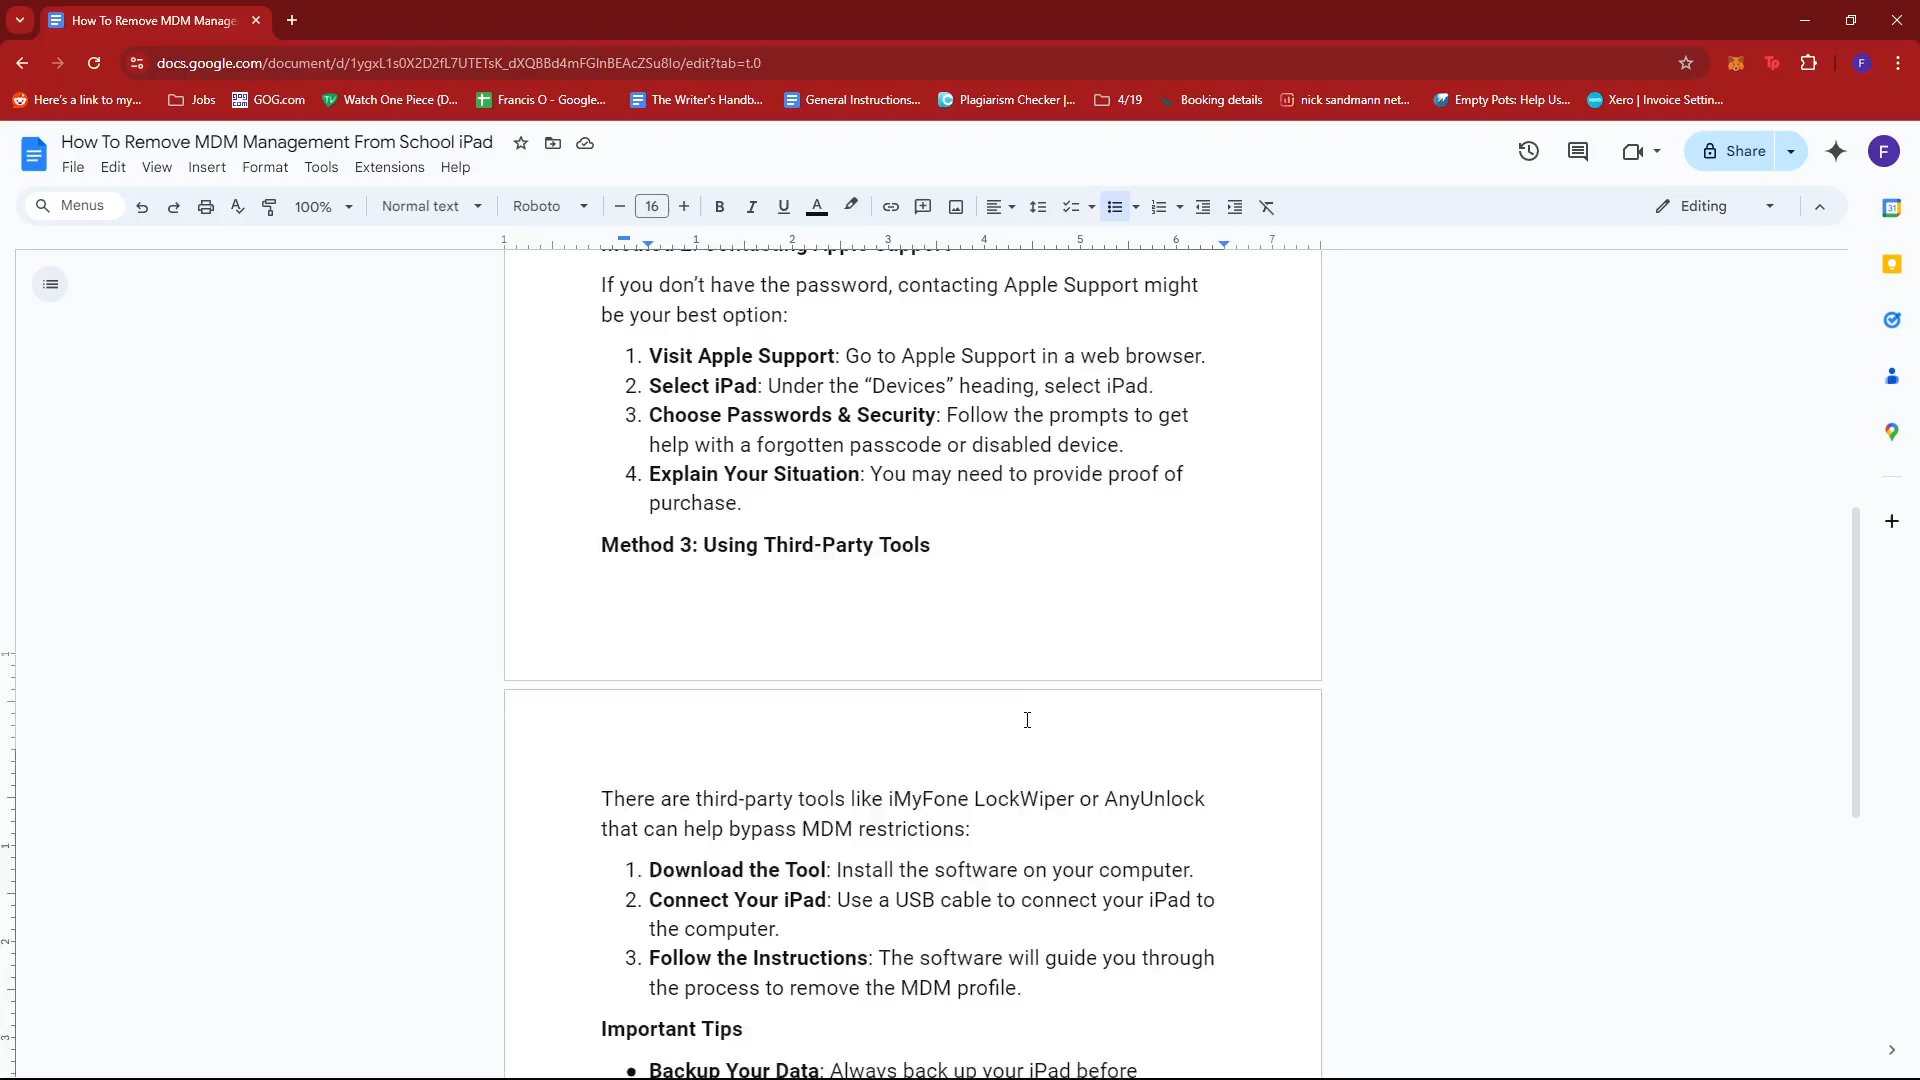 How To Remove MDM Manage
docs.google.com/document/d/1ygxL1s0X2D2fL7UTETsK_dXQBBd4mFGlnBEAcZSu8lo/edit?tab=t.0
Here's a link to my... Jobs GOG.com Watch One Piece (D... Francis O - Google... The Writer's Handb... General Instructions... Plagiarism Checker |... 4/19 Booking details nick sandmann net... Empty Pots: Help Us... Xero | Invoice Settin...
How To Remove MDM Management From School iPad
File Edit View Insert Format Tools Extensions Help
Share
F
Menus 100% Normal text Roboto 16 Editing
1 1 2 3 4 5 6 7
If you don’t have the password, contacting Apple Support might
be your best option:
1. Visit Apple Support: Go to Apple Support in a web browser.
2. Select iPad: Under the “Devices” heading, select iPad.
3. Choose Passwords & Security: Follow the prompts to get
help with a forgotten passcode or disabled device.
4. Explain Your Situation: You may need to provide proof of
purchase.
Method 3: Using Third-Party Tools
There are third-party tools like iMyFone LockWiper or AnyUnlock
that can help bypass MDM restrictions:
1. Download the Tool: Install the software on your computer.
2. Connect Your iPad: Use a USB cable to connect your iPad to
the computer.
3. Follow the Instructions: The software will guide you through
the process to remove the MDM profile.
Important Tips
● Backup Your Data: Always back up your iPad before